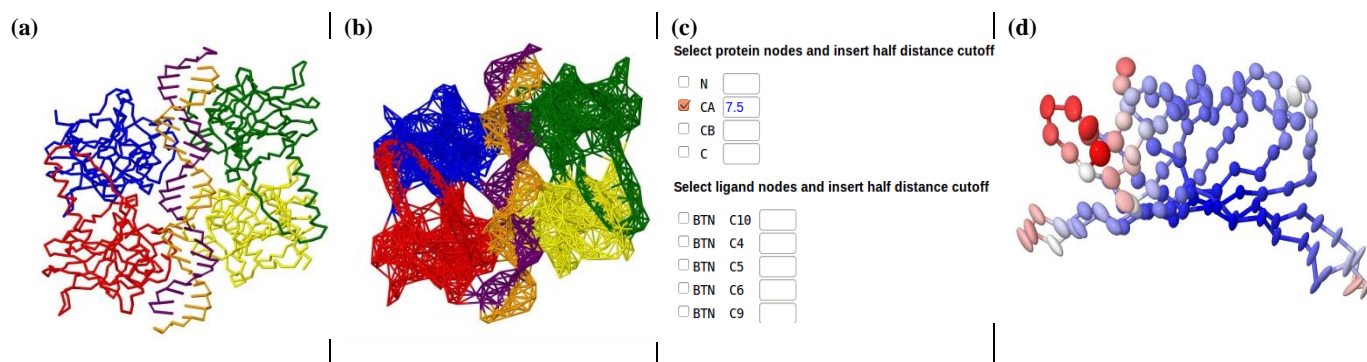 (a)
(b)
(c)
(d)
Select protein nodes and insert half distance cutoff
N
CA 7.5
CB
C
Select ligand nodes and insert half distance cutoff
BTN C10
BTN C4
BTN C5
BTN C6
BTN C9